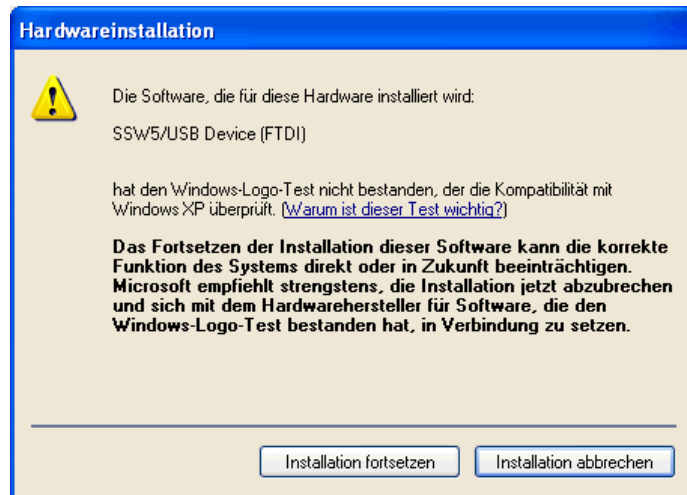 Hardwareinstallation
Die Software, die für diese Hardware installiert wird:
SSW5/USB Device (FTDI)
hat den Windows-Logo-Test nicht bestanden, der die Kompatibilität mit
Windows XP überprüft. (Warum ist dieser Test wichtig?)
Das Fortsetzen der Installation dieser Software kann die korrekte
Funktion des Systems direkt oder in Zukunft beeinträchtigen.
Microsoft empfiehlt strengstens, die Installation jetzt abzubrechen
und sich mit dem Hardwarehersteller für Software, die den
Windows-Logo-Test bestanden hat, in Verbindung zu setzen.
Installation fortsetzen
Installation abbrechen